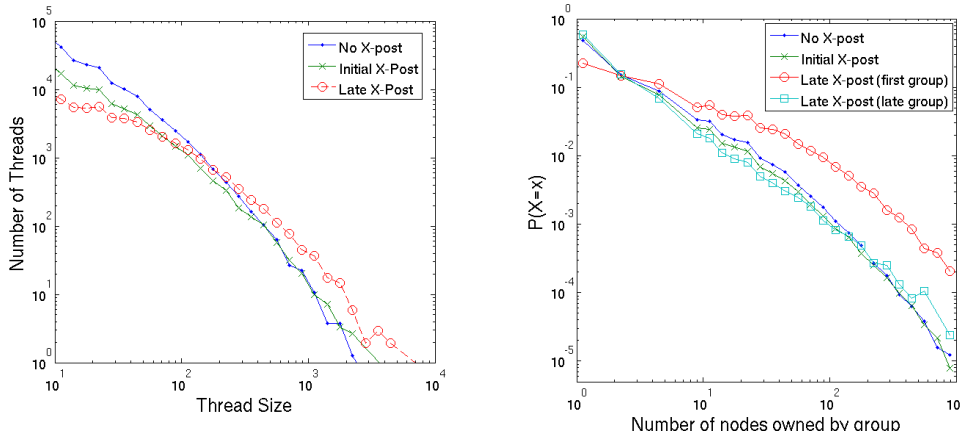 10^5
10^4
10^3
10^2
10^1
10^0
Number of Threads
No X-post
Initial X-Post
Late X-Post
10^1
10^2
10^3
10^4
Thread Size
10^0
10^-1
10^-2
10^-3
10^-4
10^-5
P(X=x)
No X-post
Initial X-post
Late X-post (first group)
Late X-post (late group)
10^0
10^1
10^2
10
Number of nodes owned by group